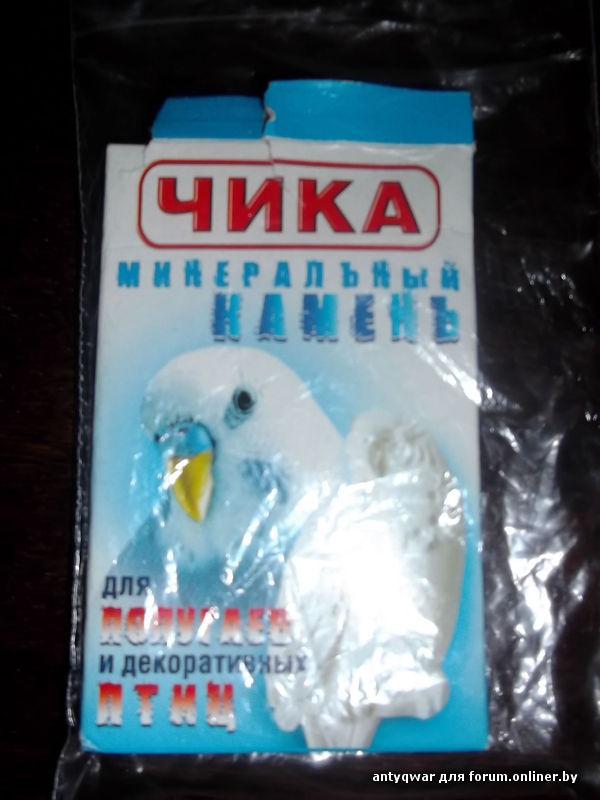 ЧИКА
МИНЕРАЛЬНЫЙ
КАМЕНЬ
для
ПОПУГАЕВ
и декоративных
ПТИЦ
antyqwar для forum.onliner.by